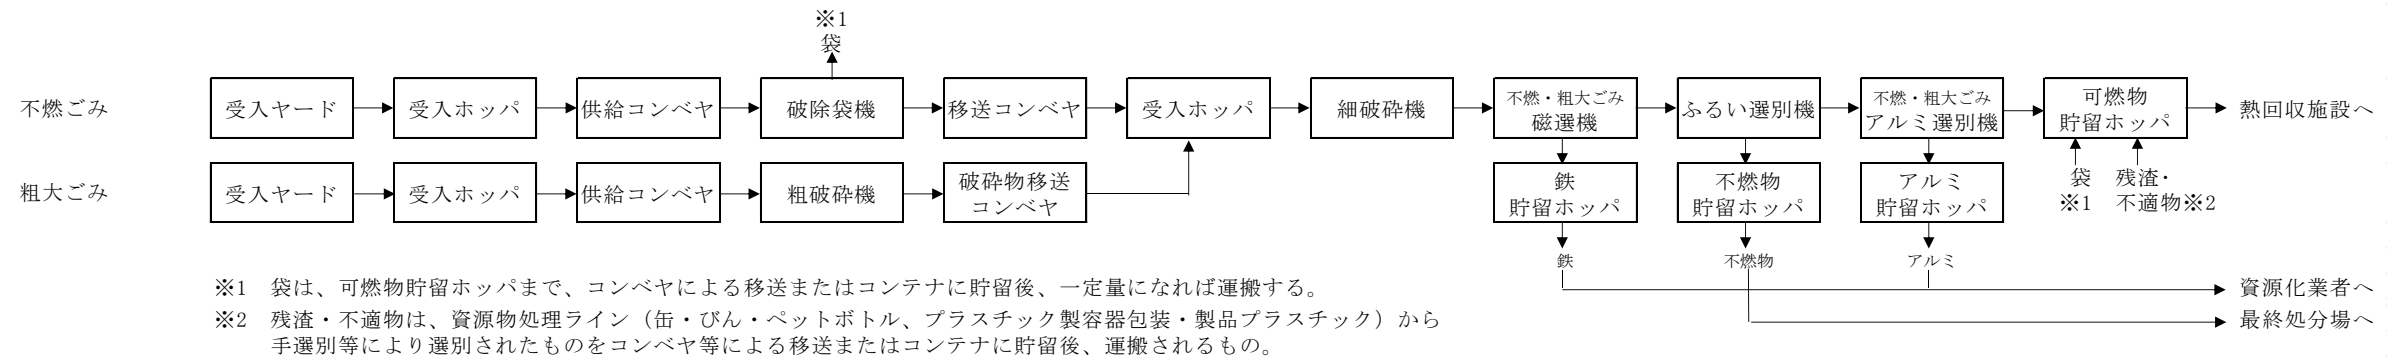 ※1
袋
不燃ごみ
受入ヤード
受入ホッパ
供給コンベヤ
破除袋機
移送コンベヤ
受入ホッパ
細破砕機
不燃・粗大ごみ
磁選機
ふるい選別機
不燃・粗大ごみ
アルミ選別機
可燃物
貯留ホッパ
熱回収施設へ
粗大ごみ
受入ヤード
受入ホッパ
供給コンベヤ
粗破砕機
破砕物移送
コンベヤ
鉄
貯留ホッパ
不燃物
貯留ホッパ
アルミ
貯留ホッパ
袋
※1
残渣・
不適物※2
鉄
不燃物
アルミ
資源化業者へ
最終処分場へ
※1　袋は、可燃物貯留ホッパまで、コンベヤによる移送またはコンテナに貯留後、一定量になれば運搬する。
※2　残渣・不適物は、資源物処理ライン（缶・びん・ペットボトル、プラスチック製容器包装・製品プラスチック）から
手選別等により選別されたものをコンベヤ等による移送またはコンテナに貯留後、運搬されるもの。